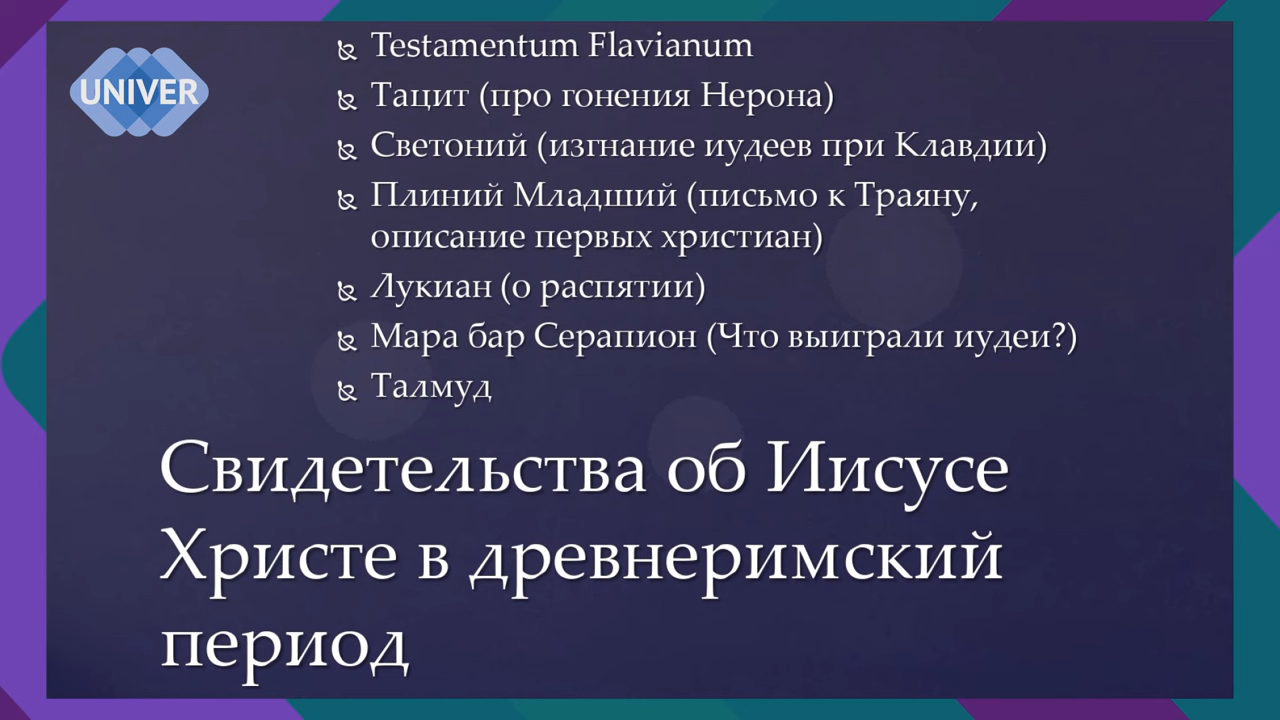 UNIVER
Testamentum Flavianum
Тацит (про гонения Нерона)
Светоний (изгнание иудеев при Клавдии)
Плиний Младший (письмо к Траяну,
описание первых христиан)
Лукиан (о распятии)
Мара бар Серапион (Что выиграли иудеи?)
Талмуд
Свидетельства об Иисусе
Христе в древнеримский
период